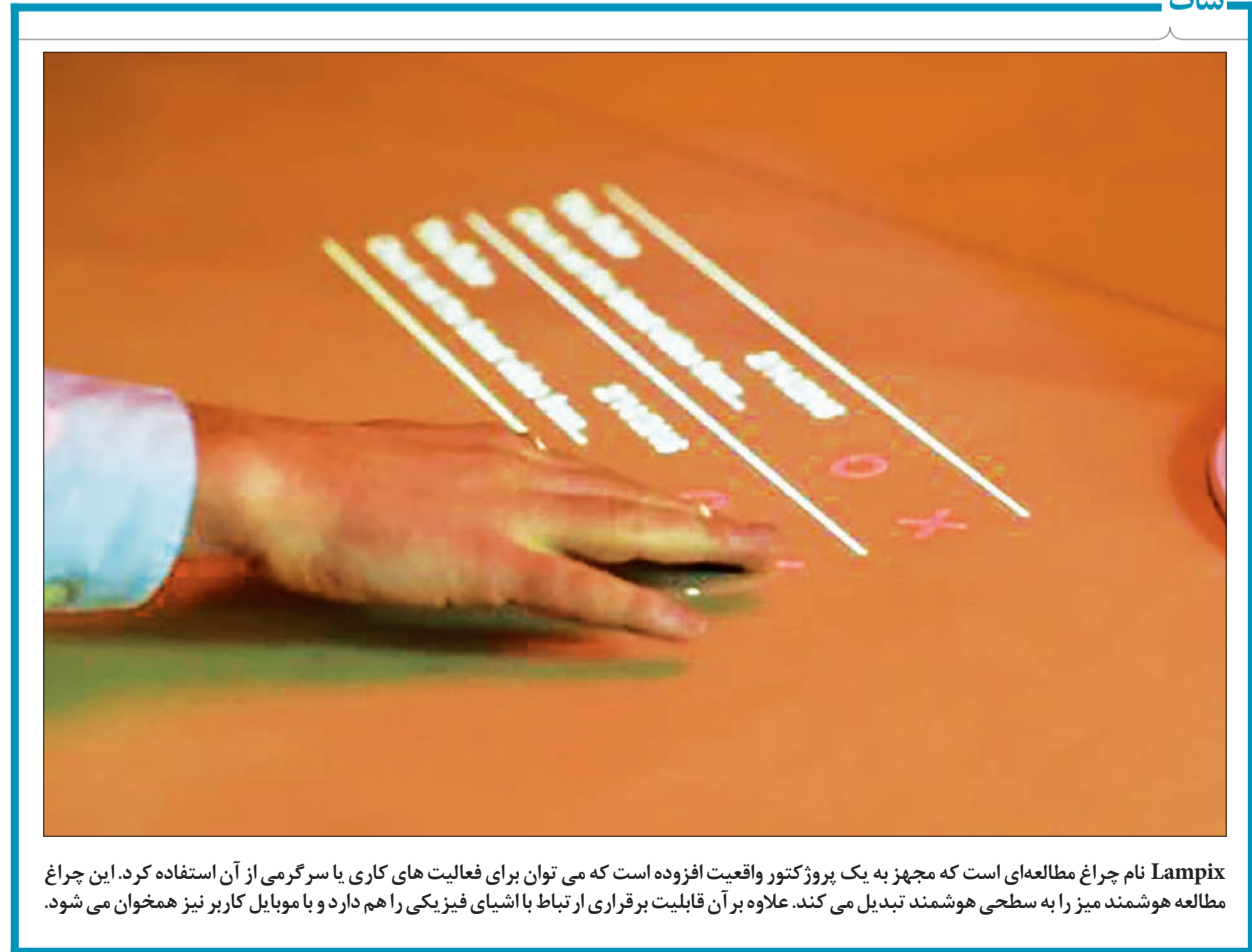 شات
Lampix نام چراغ مطالعه‌ای است که مجهز به یک پروژکتور واقعیت افزوده است که می توان برای فعالیت های کاری یا سرگرمی از آن استفاده کرد. این چراغ
مطالعه هوشمند میز را به سطحی هوشمند تبدیل می کند. علاوه بر آن قابلیت برقراری ارتباط با اشیای فیزیکی را هم دارد و با موبایل کاربر نیز همخوان می شود.